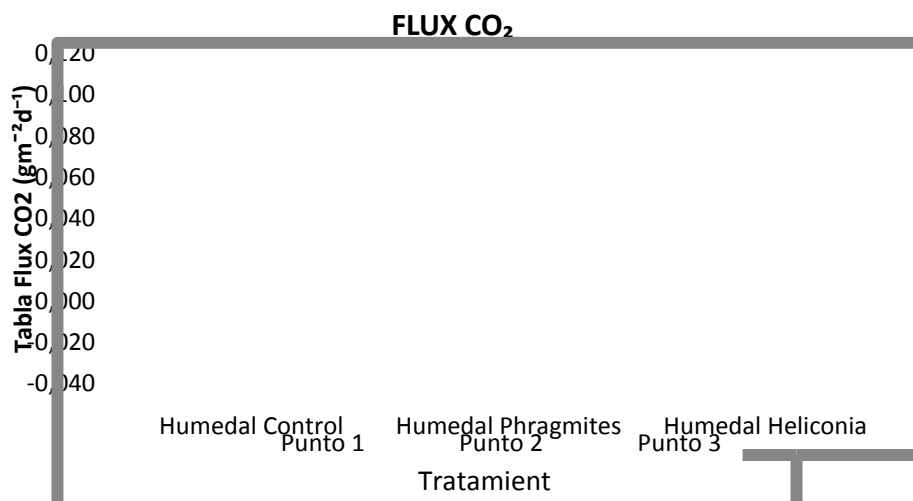 FLUX CO₂
Tabla Flux CO2 (gm⁻²d⁻¹)
0,120
0,100
0,080
0,060
0,040
0,020
0,000
-0,020
-0,040
Humedal Control Humedal Phragmites Humedal Heliconia
Punto 1 Punto 2 Punto 3
Tratamient